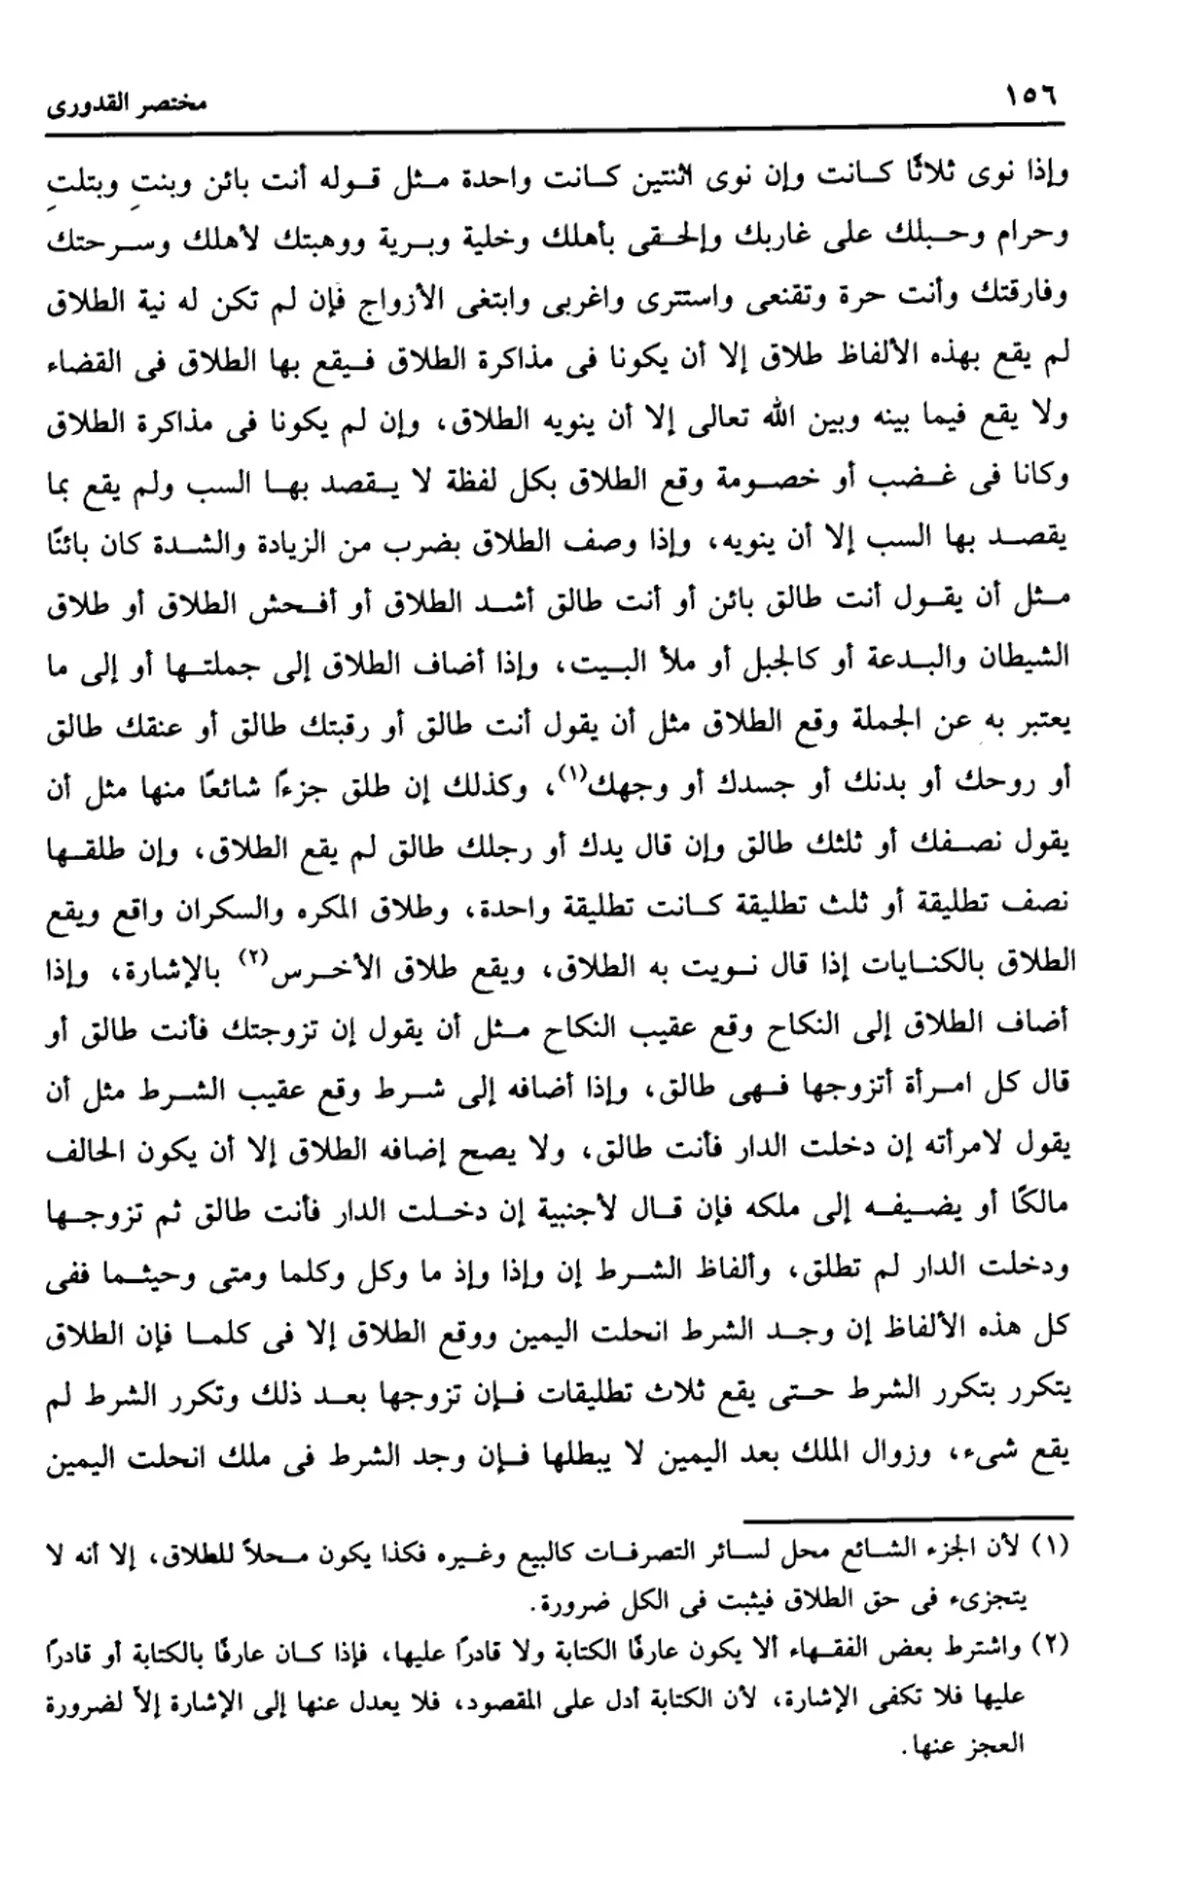 ١٥٦
مختصر القدورى
وإذا نوى ثلاثًا كانت وإن نوى اثنتين كانت واحدة مثل قوله أنت بائن وبنتِ وبتلتِ
وحرام وحبلك على غاربك وإلحقى بأهلك وخلية وبرية ووهبتك لأهلك وسرحتك
وفارقتك وأنت حرة وتقنعى واستترى واغربى وابتغى الأزواج فإن لم تكن له نية الطلاق
لم يقع بهذه الألفاظ طلاق إلا أن يكونا فى مذاكرة الطلاق فيقع بها الطلاق فى القضاء
ولا يقع فيما بينه وبين الله تعالى إلا أن ينويه الطلاق، وإن لم يكونا فى مذاكرة الطلاق
وكانا فى غضب أو خصومة وقع الطلاق بكل لفظة لا يقصد بها السب ولم يقع بما
يقصد بها السب إلا أن ينويه، وإذا وصف الطلاق بضرب من الزيادة والشدة كان بائنًا
مثل أن يقول أنت طالق بائن أو أنت طالق أشد الطلاق أو أفحش الطلاق أو طلاق
الشيطان والبدعة أو كالجبل أو ملأ البيت، وإذا أضاف الطلاق إلى جملتها أو إلى ما
يعتبر به عن الجملة وقع الطلاق مثل أن يقول أنت طالق أو رقبتك طالق أو عنقك طالق
أو روحك أو بدنك أو جسدك أو وجهك(١)، وكذلك إن طلق جزءًا شائعًا منها مثل أن
يقول نصفك أو ثلثك طالق وإن قال يدك أو رجلك طالق لم يقع الطلاق، وإن طلقها
نصف تطليقة أو ثلث تطليقة كانت تطليقة واحدة، وطلاق المكره والسكران واقع ويقع
الطلاق بالكنايات إذا قال نويت به الطلاق، ويقع طلاق الأخرس(٢) بالإشارة، وإذا
أضاف الطلاق إلى النكاح وقع عقيب النكاح مثل أن يقول إن تزوجتك فأنت طالق أو
قال كل امرأة أتزوجها فهى طالق، وإذا أضافه إلى شرط وقع عقيب الشرط مثل أن
يقول لامرأته إن دخلت الدار فأنت طالق، ولا يصح إضافه الطلاق إلا أن يكون الحالف
مالكًا أو يضيفه إلى ملكه فإن قال لأجنبية إن دخلت الدار فأنت طالق ثم تزوجها
ودخلت الدار لم تطلق، وألفاظ الشرط إن وإذا وإذ ما وكل وكلما ومتى وحيثما ففى
كل هذه الألفاظ إن وجد الشرط انحلت اليمين ووقع الطلاق إلا فى كلما فإن الطلاق
يتكرر بتكرر الشرط حتى يقع ثلاث تطليقات فإن تزوجها بعد ذلك وتكرر الشرط لم
يقع شىء، وزوال الملك بعد اليمين لا يبطلها فإن وجد الشرط فى ملك انحلت اليمين
(١) لأن الجزء الشائع محل لسائر التصرفات كالبيع وغيره فكذا يكون محلاً للطلاق، إلا أنه لا
يتجزىء فى حق الطلاق فيثبت فى الكل ضرورة.
(٢) واشترط بعض الفقهاء ألا يكون عارفًا الكتابة ولا قادرًا عليها، فإذا كان عارفًا بالكتابة أو قادرًا
عليها فلا تكفى الإشارة، لأن الكتابة أدل على المقصود، فلا يعدل عنها إلى الإشارة إلاّ لضرورة
العجز عنها.